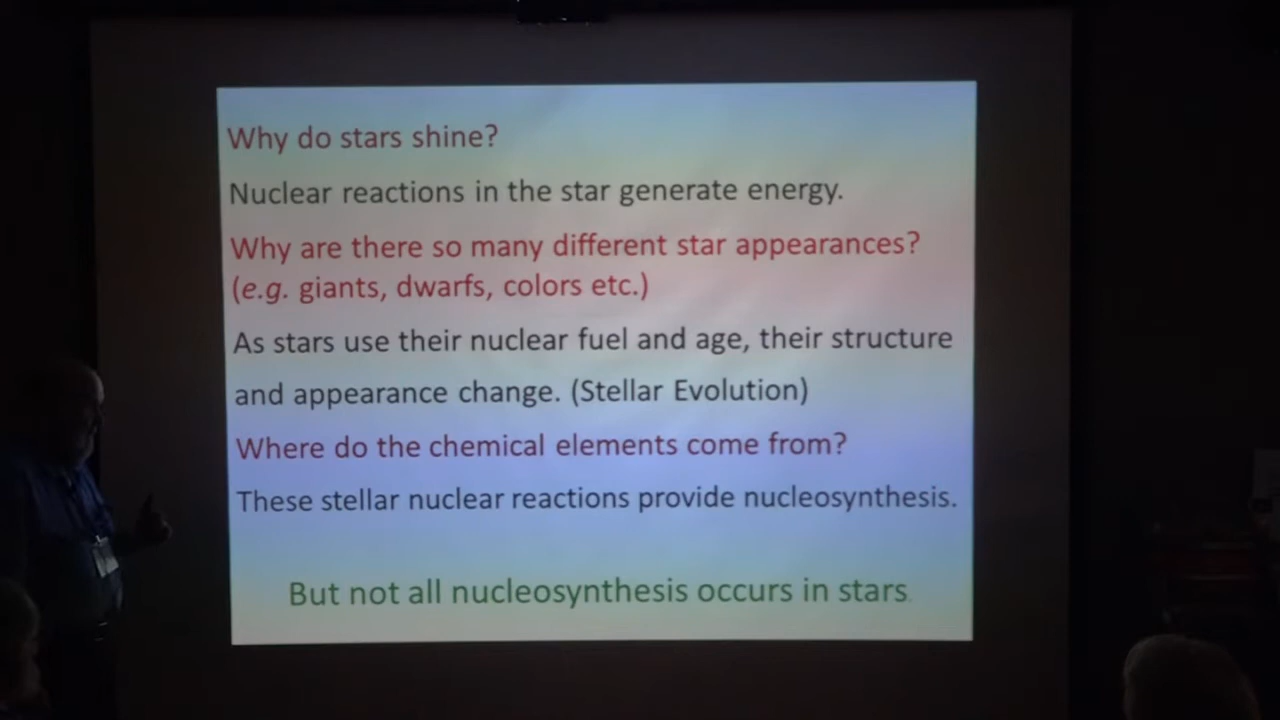 Why do stars shine?
Nuclear reactions in the star generate energy.
Why are there so many different star appearances?
(e.g. giants, dwarfs, colors etc.)
As stars use their nuclear fuel and age, their structure
and appearance change. (Stellar Evolution)
Where do the chemical elements come from?
These stellar nuclear reactions provide nucleosynthesis.
But not all nucleosynthesis occurs in stars.